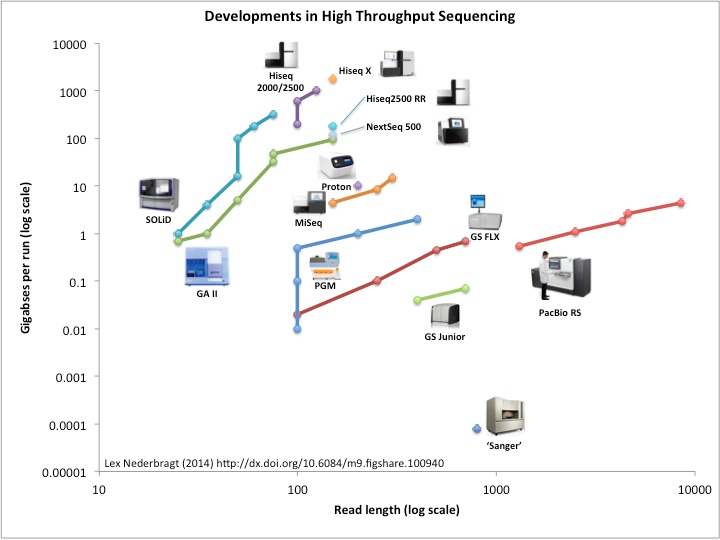 Developments in High Throughput Sequencing
Gigabses per run (log scale)
10000
1000
100
10
1
0.1
0.01
0.001
0.0001
0.00001
Hiseq
2000/2500
Hiseq X
Hiseq2500 RR
NextSeq 500
Proton
SOLiD
MiSeq
GS FLX
GA II
PGM
GS Junior
PacBio RS
‘Sanger’
Lex Nederbragt (2014) http://dx.doi.org/10.6084/m9.figshare.100940
10
100
1000
10000
Read length (log scale)